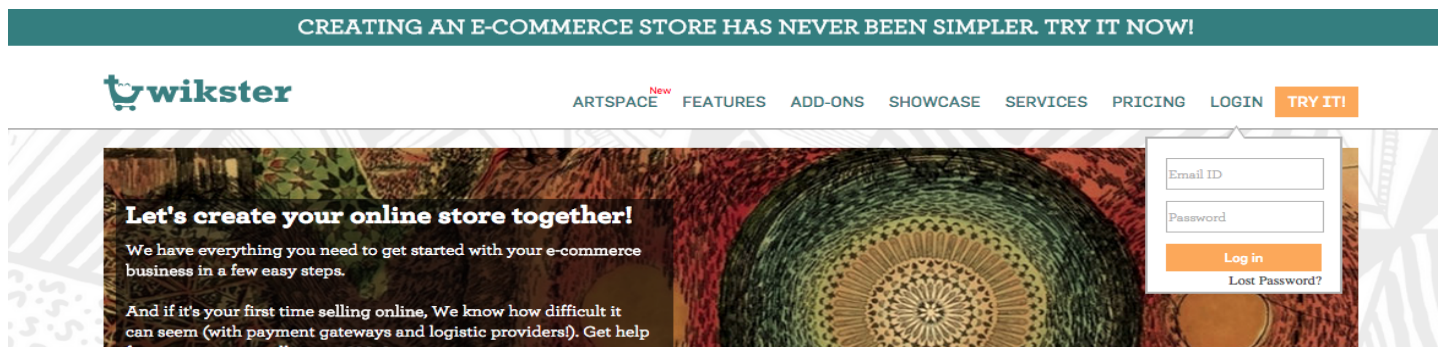 CREATING AN E-COMMERCE STORE HAS NEVER BEEN SIMPLER. TRY IT NOW!
twikster
ARTSPACE New FEATURES ADD-ONS SHOWCASE SERVICES PRICING LOGIN TRY IT!
Email ID
Password
Log in
Lost Password?
Let's create your online store together!
We have everything you need to get started with your e-commerce
business in a few easy steps.
And if it's your first time selling online, We know how difficult it
can seem (with payment gateways and logistic providers!). Get help